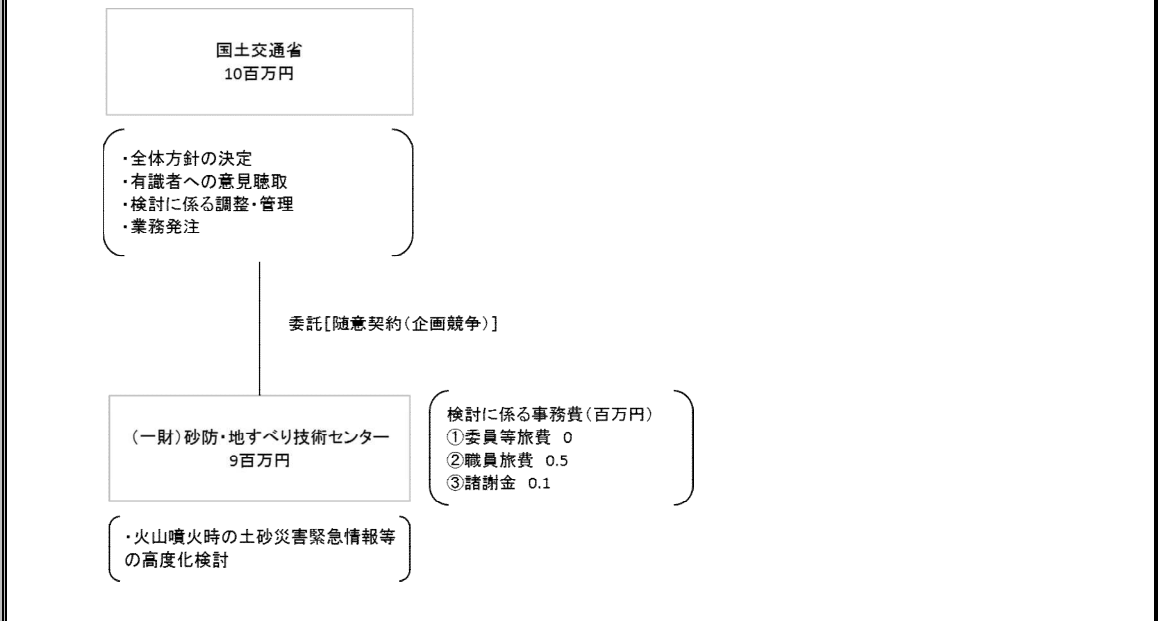 国土交通省
10百万円
・全体方針の決定
・有識者への意見聴取
・検討に係る調整・管理
・業務発注
委託[随意契約(企画競争)]
(一財)砂防・地すべり技術センター
9百万円
検討に係る事務費(百万円)
①委員等旅費 0
②職員旅費 0.5
③諸謝金 0.1
・火山噴火時の土砂災害緊急情報等
の高度化検討